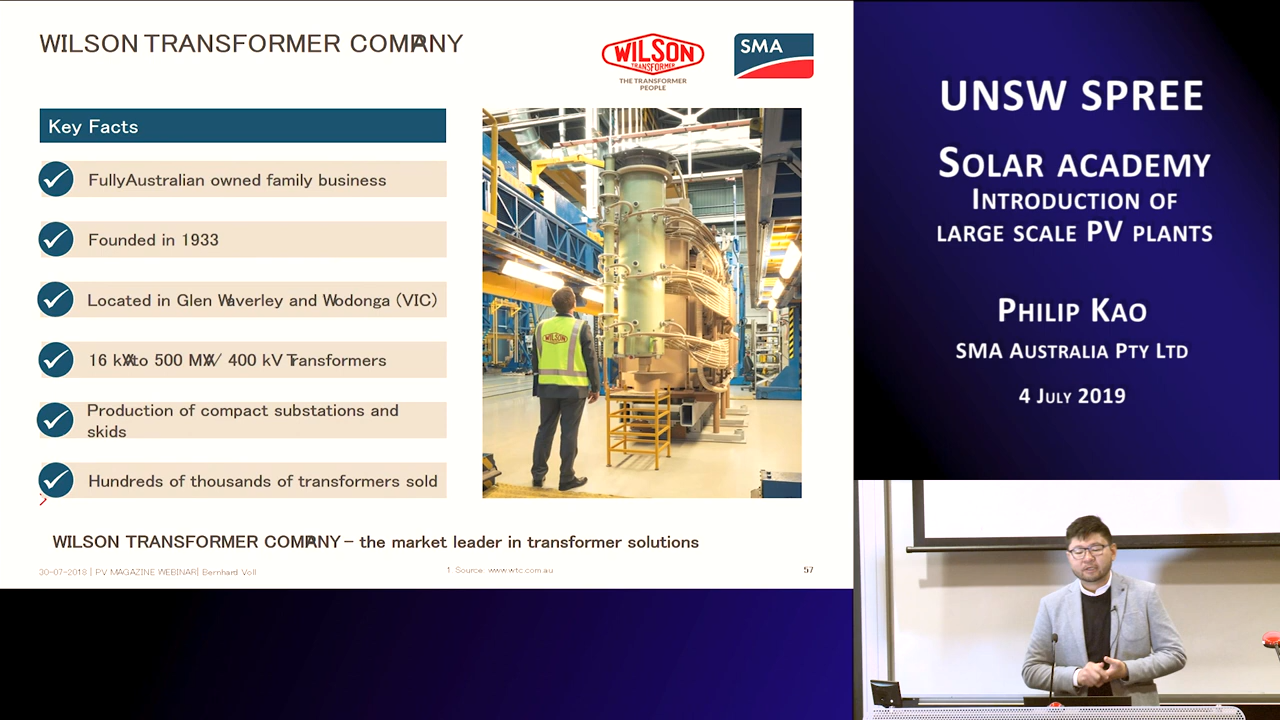 WILSON TRANSFORMER COMPANY
WILSON
TRANSFORMER
THE TRANSFORMER
PEOPLE
SMA
Key Facts
FullyAustralian owned family business
Founded in 1933
Located in Glen Waverley and Wodonga (VIC)
16 kVA to 500 MVA/ 400 kV Transformers
Production of compact substations and
skids
Hundreds of thousands of transformers sold
WILSON
WILSON TRANSFORMER COMPANY – the market leader in transformer solutions
30-07-2018 | PV MAGAZINE WEBINAR| Bernhard Voll
1 Source: www.wtc.com.au
57
UNSW SPREE
SOLAR ACADEMY
INTRODUCTION OF
LARGE SCALE PV PLANTS
PHILIP KAO
SMA AUSTRALIA PTY LTD
4 JULY 2019